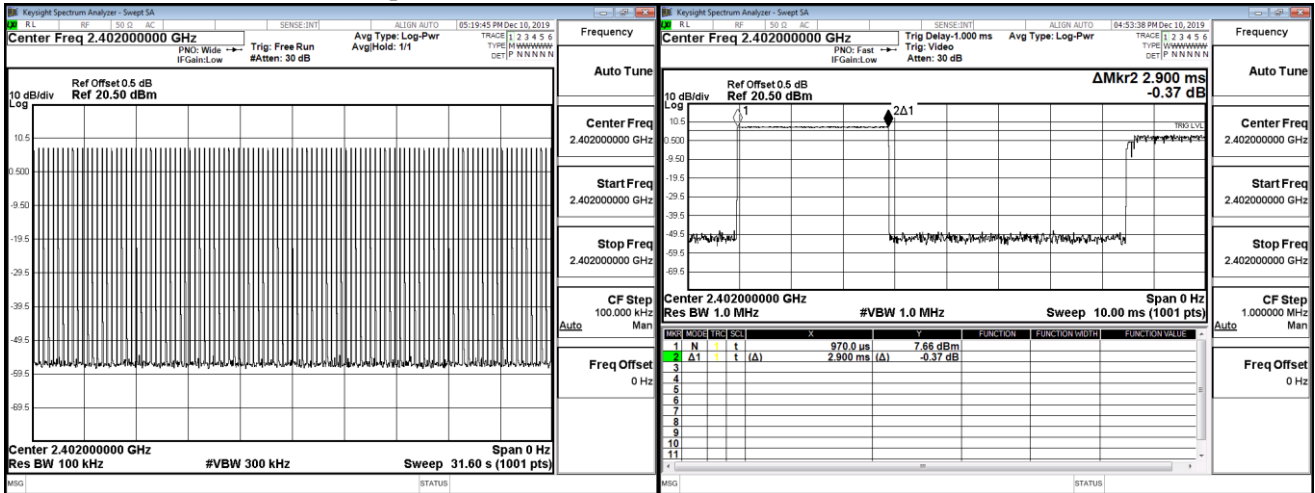 Keysight Spectrum Analyzer - Swept SA
RL RF 50 Ω AC SENSE:INT ALIGN AUTO 05:19:45 PM Dec 10, 2019
Center Freq 2.402000000 GHz
PNO: Wide
IFGain:Low
Trig: Free Run
#Atten: 30 dB
Avg Type: Log-Pwr
Avg|Hold: 1/1
TRACE 1 2 3 4 5 6
TYPE M WWWWW
DET P N N N N N
Ref Offset 0.5 dB
10 dB/div Ref 20.50 dBm
Log
10.5
0.500
-9.50
-19.5
-29.5
-39.5
-49.5
-59.5
-69.5
Center 2.402000000 GHz Span 0 Hz
Res BW 100 kHz #VBW 300 kHz Sweep 31.60 s (1001 pts)
MSG STATUS
Frequency
Auto Tune
Center Freq
2.402000000 GHz
Start Freq
2.402000000 GHz
Stop Freq
2.402000000 GHz
CF Step
100.000 kHz
Auto Man
Freq Offset
0 Hz
Keysight Spectrum Analyzer - Swept SA
RL RF 50 Ω AC SENSE:INT ALIGN AUTO 04:53:38 PM Dec 10, 2019
Center Freq 2.402000000 GHz
PNO: Fast
IFGain:Low
Trig Delay-1.000 ms
Trig: Video
Atten: 30 dB
Avg Type: Log-Pwr
TRACE 1 2 3 4 5 6
TYPE WWWWWW
DET P N N N N N
ΔMkr2 2.900 ms
-0.37 dB
Ref Offset 0.5 dB
10 dB/div Ref 20.50 dBm
Log
1
2Δ1
TRIG LVL
10.5
0.500
-9.50
-19.5
-29.5
-39.5
-49.5
-59.5
-69.5
Center 2.402000000 GHz Span 0 Hz
Res BW 1.0 MHz #VBW 1.0 MHz Sweep 10.00 ms (1001 pts)
MKR MODE TRC SCL X Y FUNCTION FUNCTION WIDTH FUNCTION VALUE
1 N 1 t 970.0 µs 7.66 dBm
2 Δ1 1 t (Δ) 2.900 ms (Δ) -0.37 dB
3
4
5
6
7
8
9
10
11
MSG STATUS
Frequency
Auto Tune
Center Freq
2.402000000 GHz
Start Freq
2.402000000 GHz
Stop Freq
2.402000000 GHz
CF Step
1.000000 MHz
Auto Man
Freq Offset
0 Hz